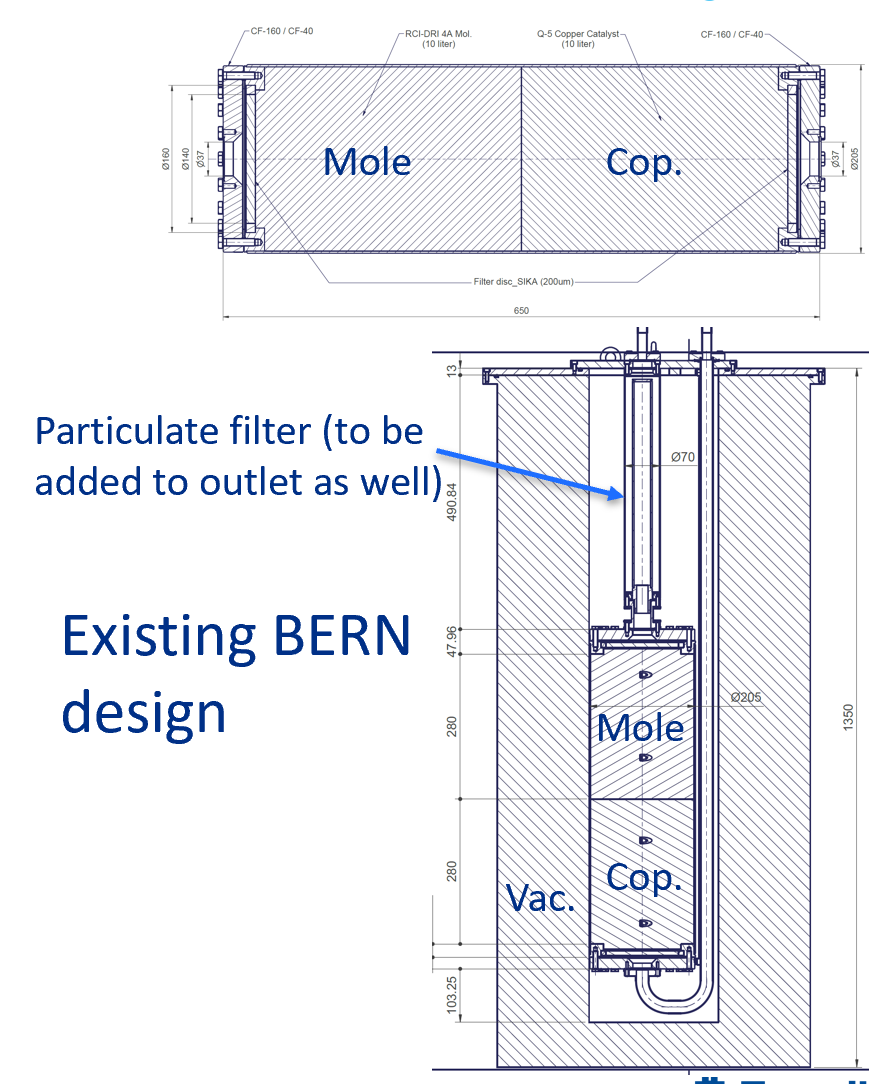 CF-160 / CF-40
RCI-DRI 4A Mol.
(10 liter)
Q-5 Copper Catalyst
(10 liter)
CF-160 / CF-40
Ø160
Ø140
Ø37
Mole
Cop.
Ø37
Ø205
Filter disc_SIKA (200um)
650
13
Particulate filter (to be
added to outlet as well)
Ø70
490.84
Existing BERN
design
47.96
Ø205
280
Mole
1350
280
Cop.
Vac.
103.25